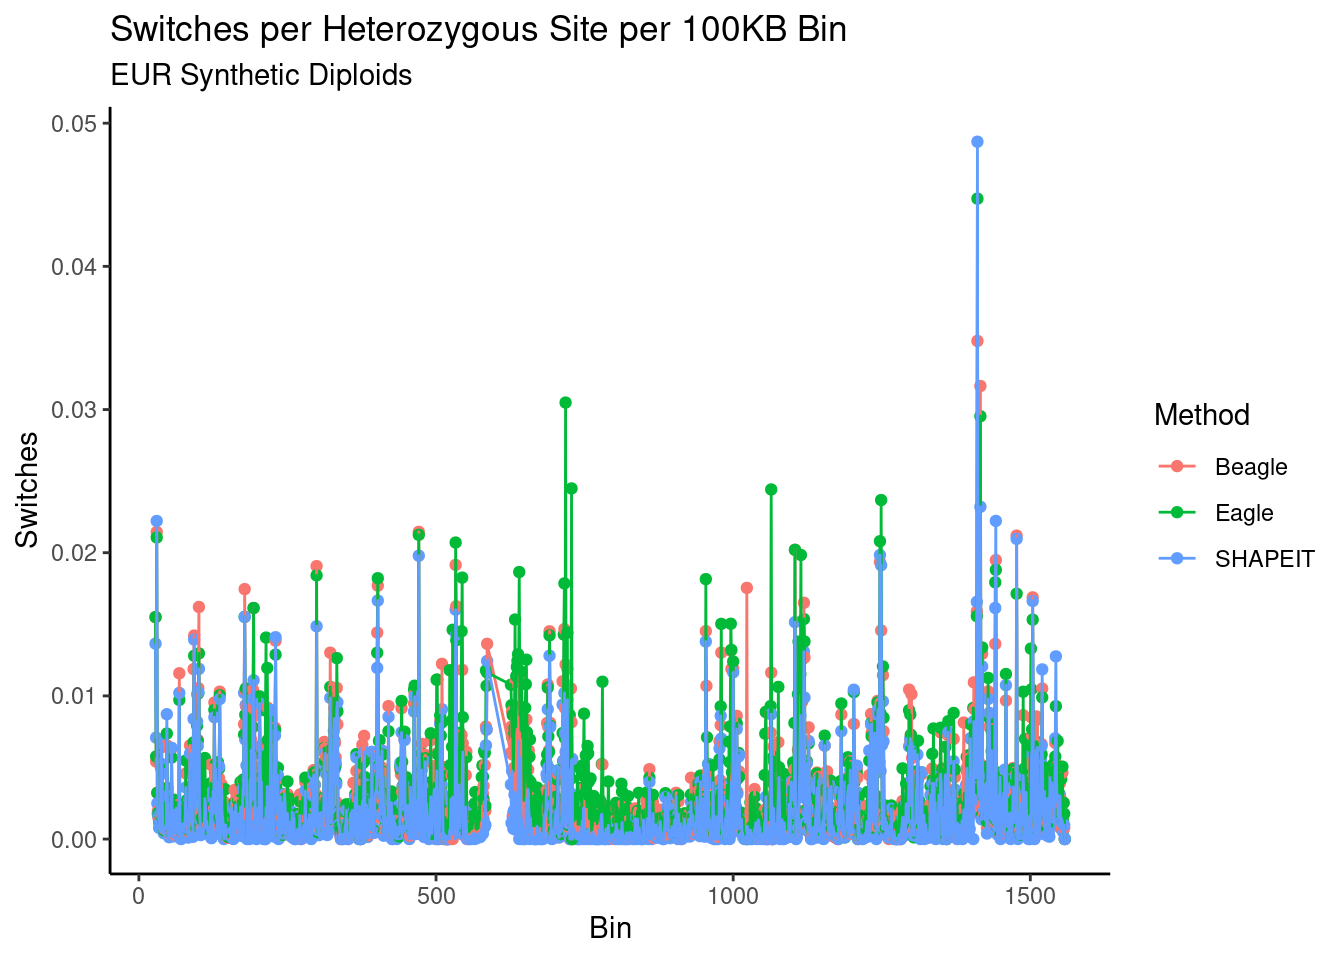 Switches per Heterozygous Site per 100KB Bin
EUR Synthetic Diploids
0.05
0.04
0.03
0.02
0.01
0.00
Switches
0
500
1000
1500
Bin
Method
Beagle
Eagle
SHAPEIT